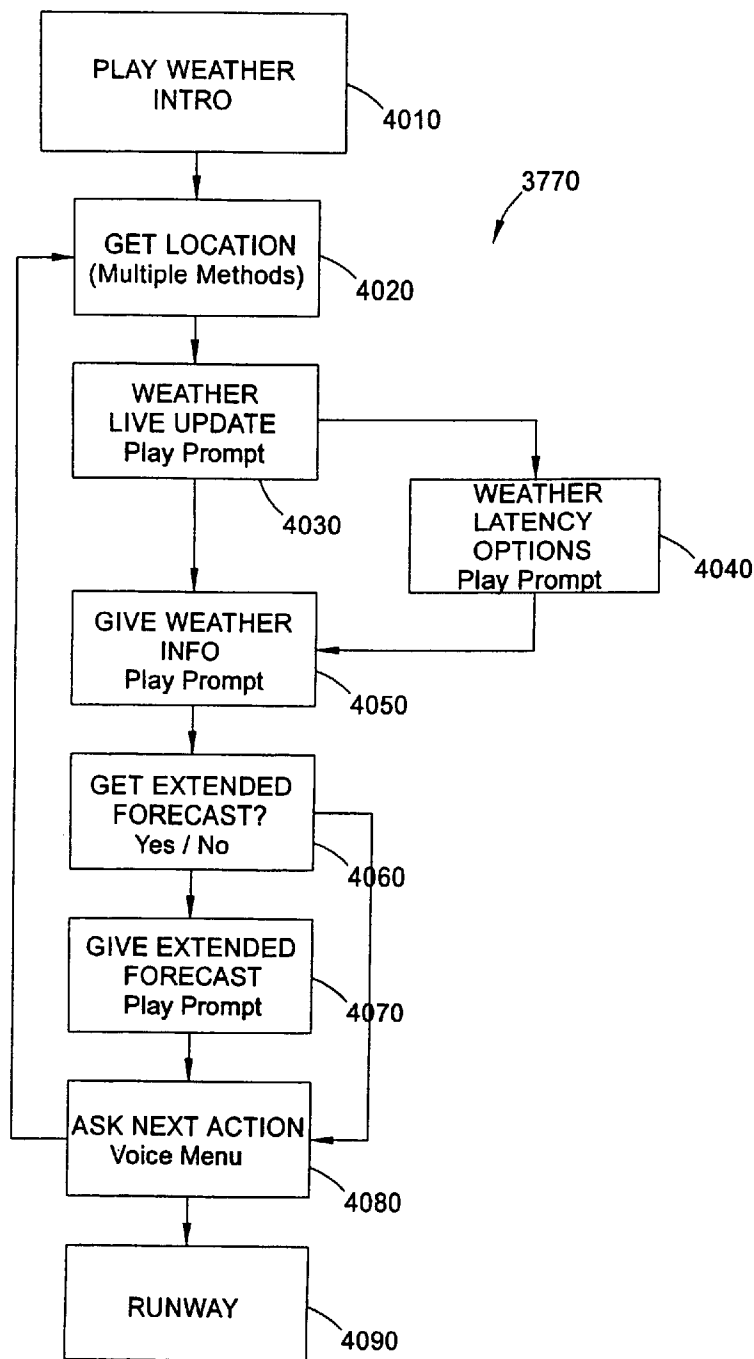 PLAY WEATHER
INTRO
4010
3770
GET LOCATION
(Multiple Methods)
4020
WEATHER
LIVE UPDATE
Play Prompt
4030
WEATHER
LATENCY
OPTIONS
Play Prompt
4040
GIVE WEATHER
INFO
Play Prompt
4050
GET EXTENDED
FORECAST?
Yes / No
4060
GIVE EXTENDED
FORECAST
Play Prompt
4070
ASK NEXT ACTION
Voice Menu
4080
RUNWAY
4090